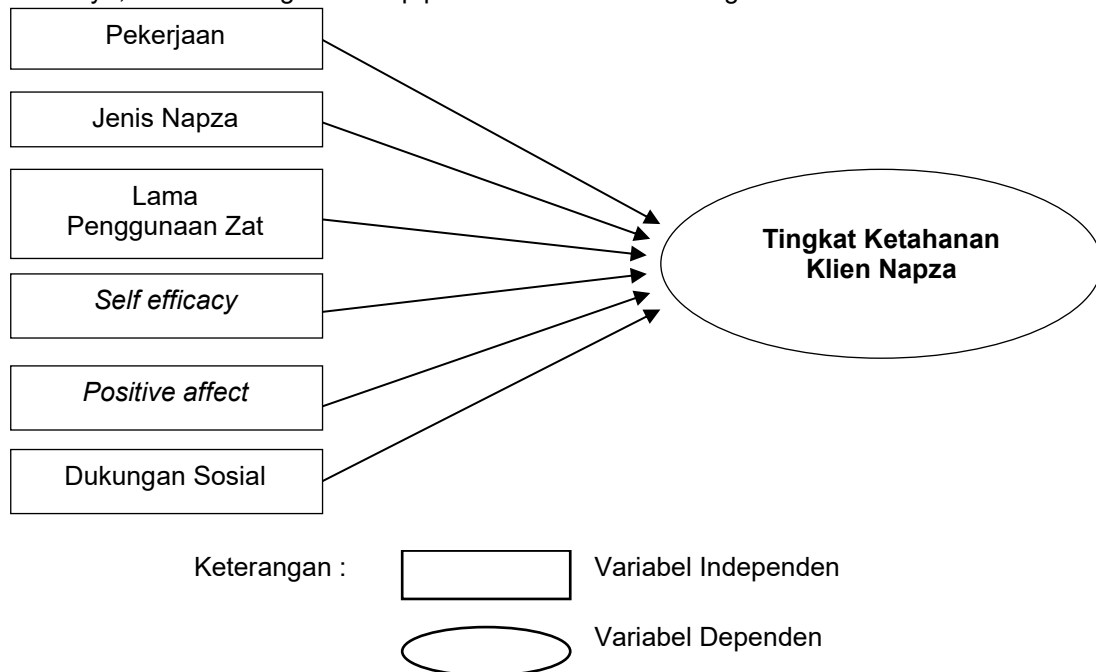 Pekerjaan
Jenis Napza
Lama
Penggunaan Zat
Self efficacy
Positive affect
Dukungan Sosial
Tingkat Ketahanan
Klien Napza
Keterangan :
Variabel Independen
Variabel Dependen